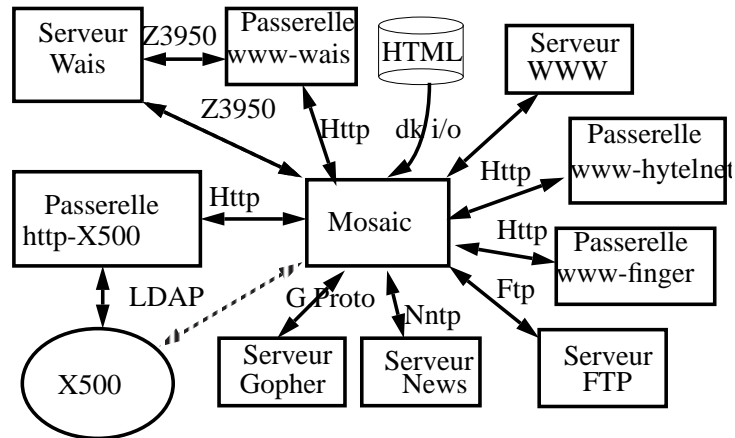 Serveur
Wais
Z3950
Passerelle
www-wais
HTML
Serveur
WWW
Z3950
Http
dk i/o
Passerelle
www-hytelnet
Http
Passerelle
http-X500
Http
Mosaic
Http
Passerelle
www-finger
LDAP
G Proto
Nntp
Ftp
X500
Serveur
Gopher
Serveur
News
Serveur
FTP